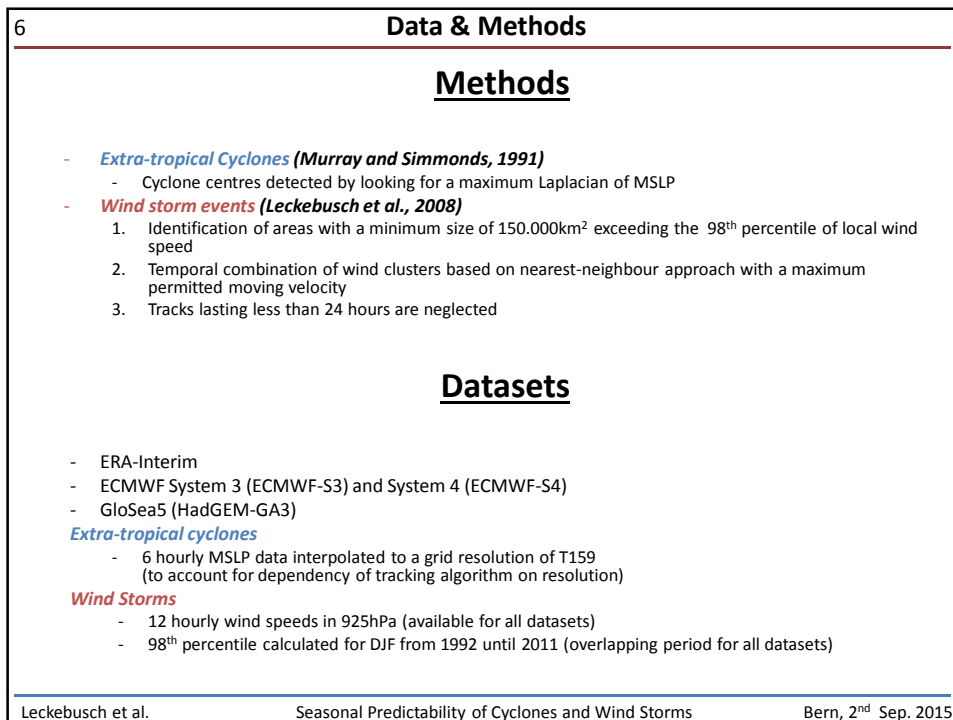 6
Data & Methods
Methods
- Extra-tropical Cyclones (Murray and Simmonds, 1991)
- Cyclone centres detected by looking for a maximum Laplacian of MSLP
- Wind storm events (Leckebusch et al., 2008)
1. Identification of areas with a minimum size of 150.000km² exceeding the 98th percentile of local wind
speed
2. Temporal combination of wind clusters based on nearest-neighbour approach with a maximum
permitted moving velocity
3. Tracks lasting less than 24 hours are neglected
Datasets
- ERA-Interim
- ECMWF System 3 (ECMWF-S3) and System 4 (ECMWF-S4)
- GloSea5 (HadGEM-GA3)
Extra-tropical cyclones
- 6 hourly MSLP data interpolated to a grid resolution of T159
(to account for dependency of tracking algorithm on resolution)
Wind Storms
- 12 hourly wind speeds in 925hPa (available for all datasets)
- 98th percentile calculated for DJF from 1992 until 2011 (overlapping period for all datasets)
Leckebusch et al. Seasonal Predictability of Cyclones and Wind Storms Bern, 2nd Sep. 2015